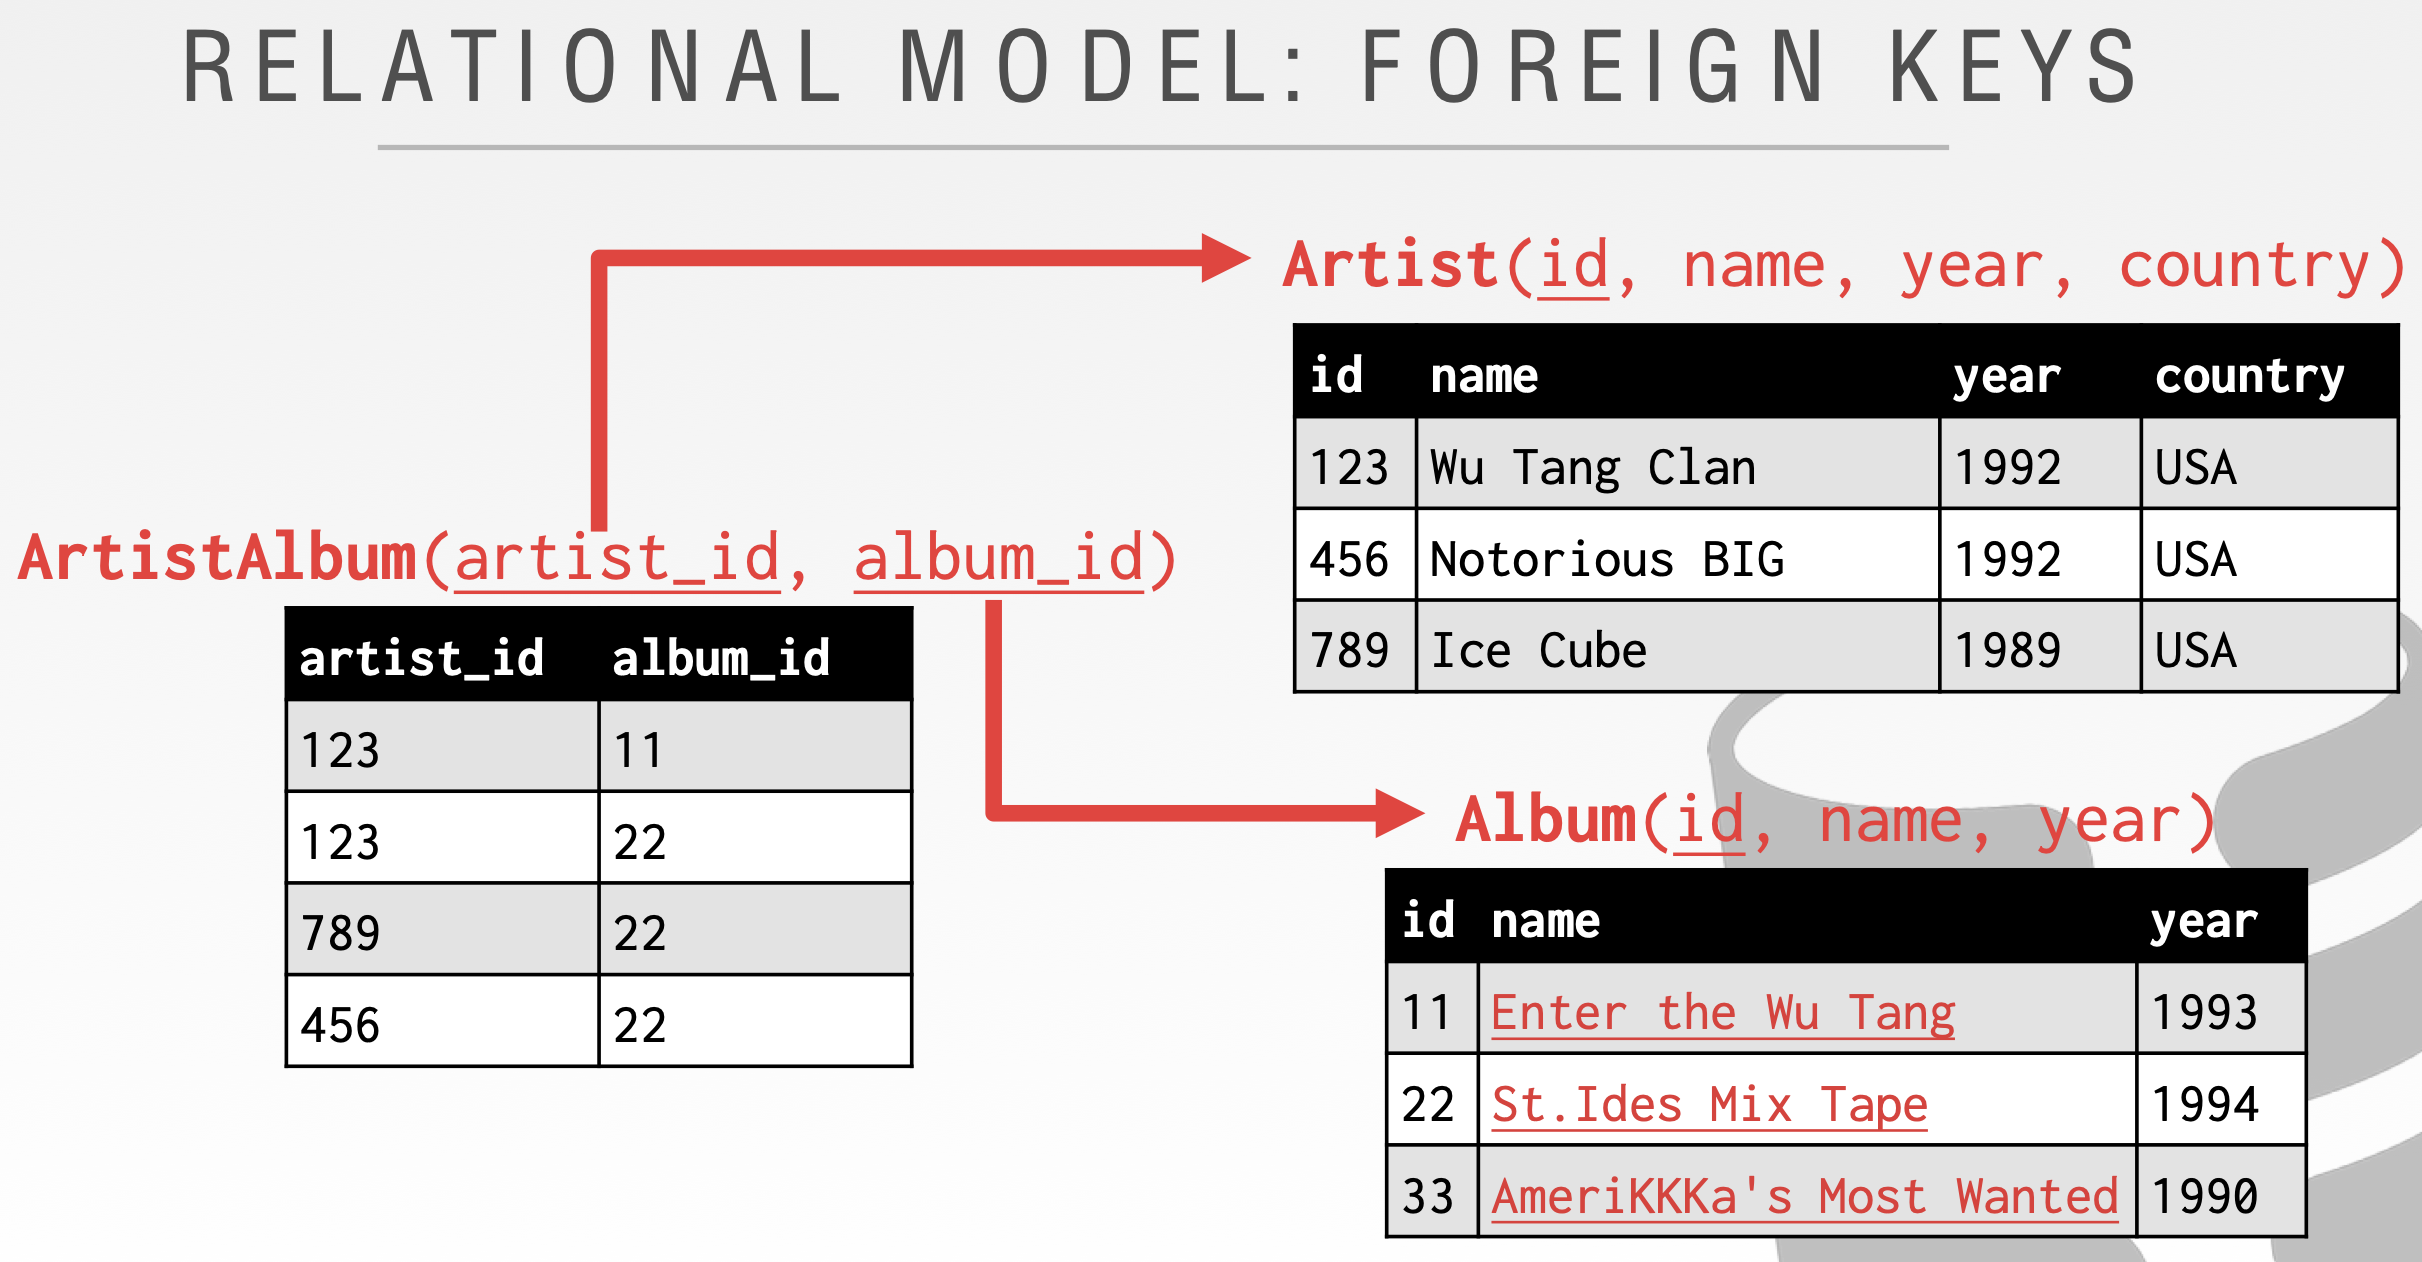 RELATIONAL MODEL: FOREIGN KEYS
Artist(id, name, year, country)
id name year country
123 Wu Tang Clan 1992 USA
456 Notorious BIG 1992 USA
789 Ice Cube 1989 USA
ArtistAlbum(artist_id, album_id)
artist_id album_id
123 11
123 22
789 22
456 22
Album(id, name, year)
id name year
11 Enter the Wu Tang 1993
22 St.Ides Mix Tape 1994
33 AmeriKKKa's Most Wanted 1990